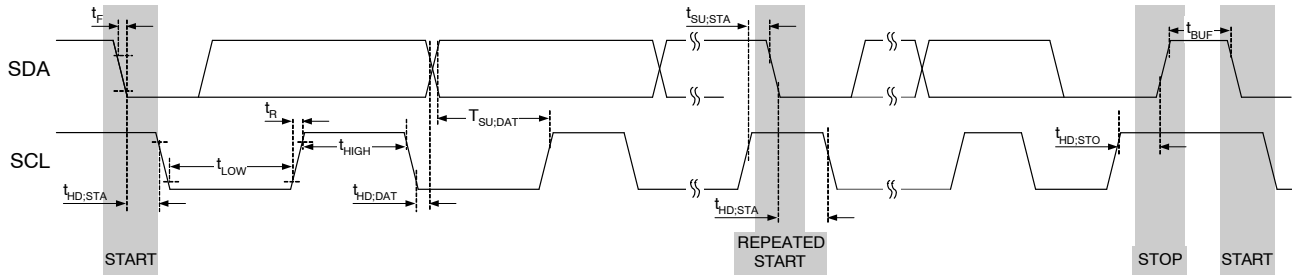 tF
tSU;STA
tBUF
SDA
tR
TSU;DAT
SCL
tLOW
tHIGH
tHD;STO
tHD;STA
tHD;DAT
tHD;STA
START
REPEATED
START
STOP
START